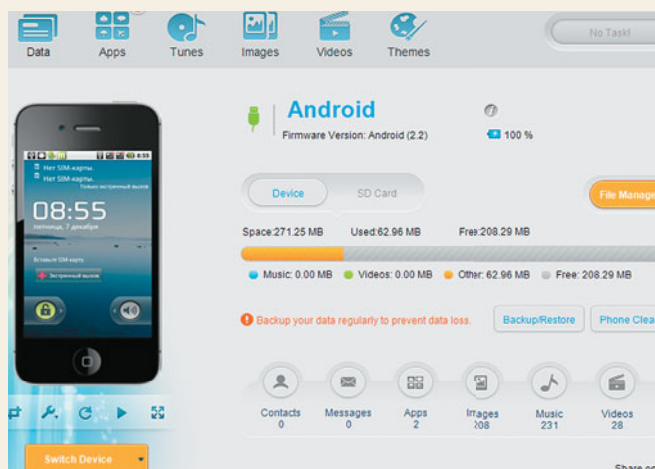 Data Apps Tunes Images Videos Themes No Task!
Android
Firmware Version: Android (2.2) 100 %
8:55
Нет SIM-карты.
Нет SIM-карты.
Только экстренный вызов
08:55
пятница, 7 декабря
Вставьте SIM-карту
Экстренный вызов
Device SD Card File Manage
Space:271.25 MB Used:62.96 MB Free:208.29 MB
Music: 0.00 MB Videos: 0.00 MB Other: 62.96 MB Free: 208.29 MB
Backup your data regularly to prevent data loss. Backup/Restore Phone Clea
Contacts Messages Apps Images Music Videos
0 0 2 208 231 28
Switch Device
Share